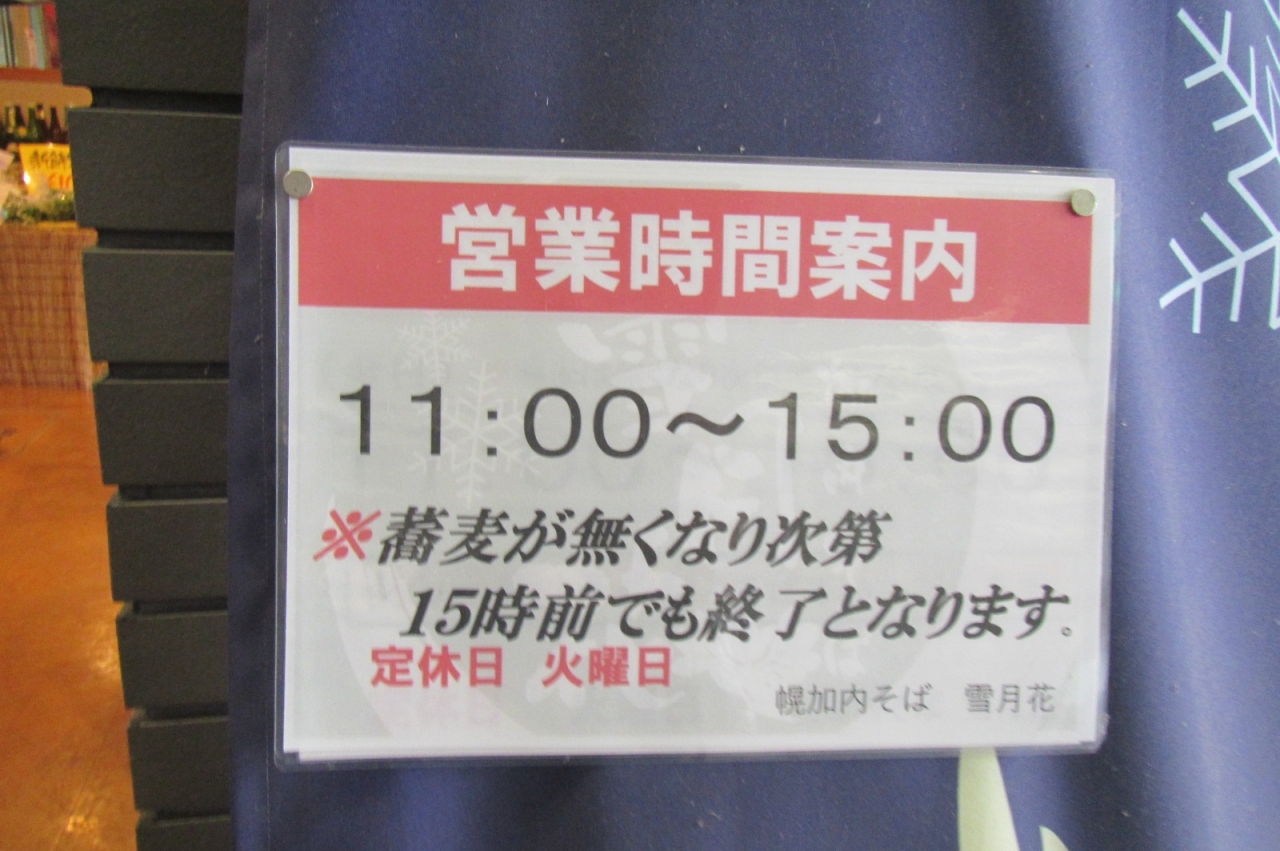 営業時間案内
11:00～15:00
※蕎麦が無くなり次第
15時前でも終了となります。
定休日　火曜日
幌加内そば　雪月花